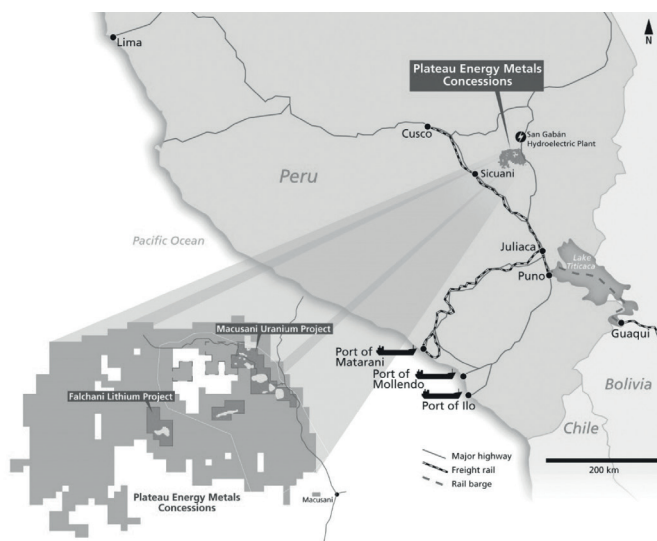 Lima
N
Plateau Energy Metals
Concessions
San Gabán
Hydroelectric Plant
Cusco
Peru
Sicuani
Pacific Ocean
Juliaca
Lake
Titicaca
Puno
Guaqui
Macusani Uranium Project
Port of
Matarani
Port of
Mollendo
Port of Ilo
Bolivia
Falchani Lithium Project
Chile
Major highway
Freight rail
Rail barge
200 km
Plateau Energy Metals
Concessions
Macusani